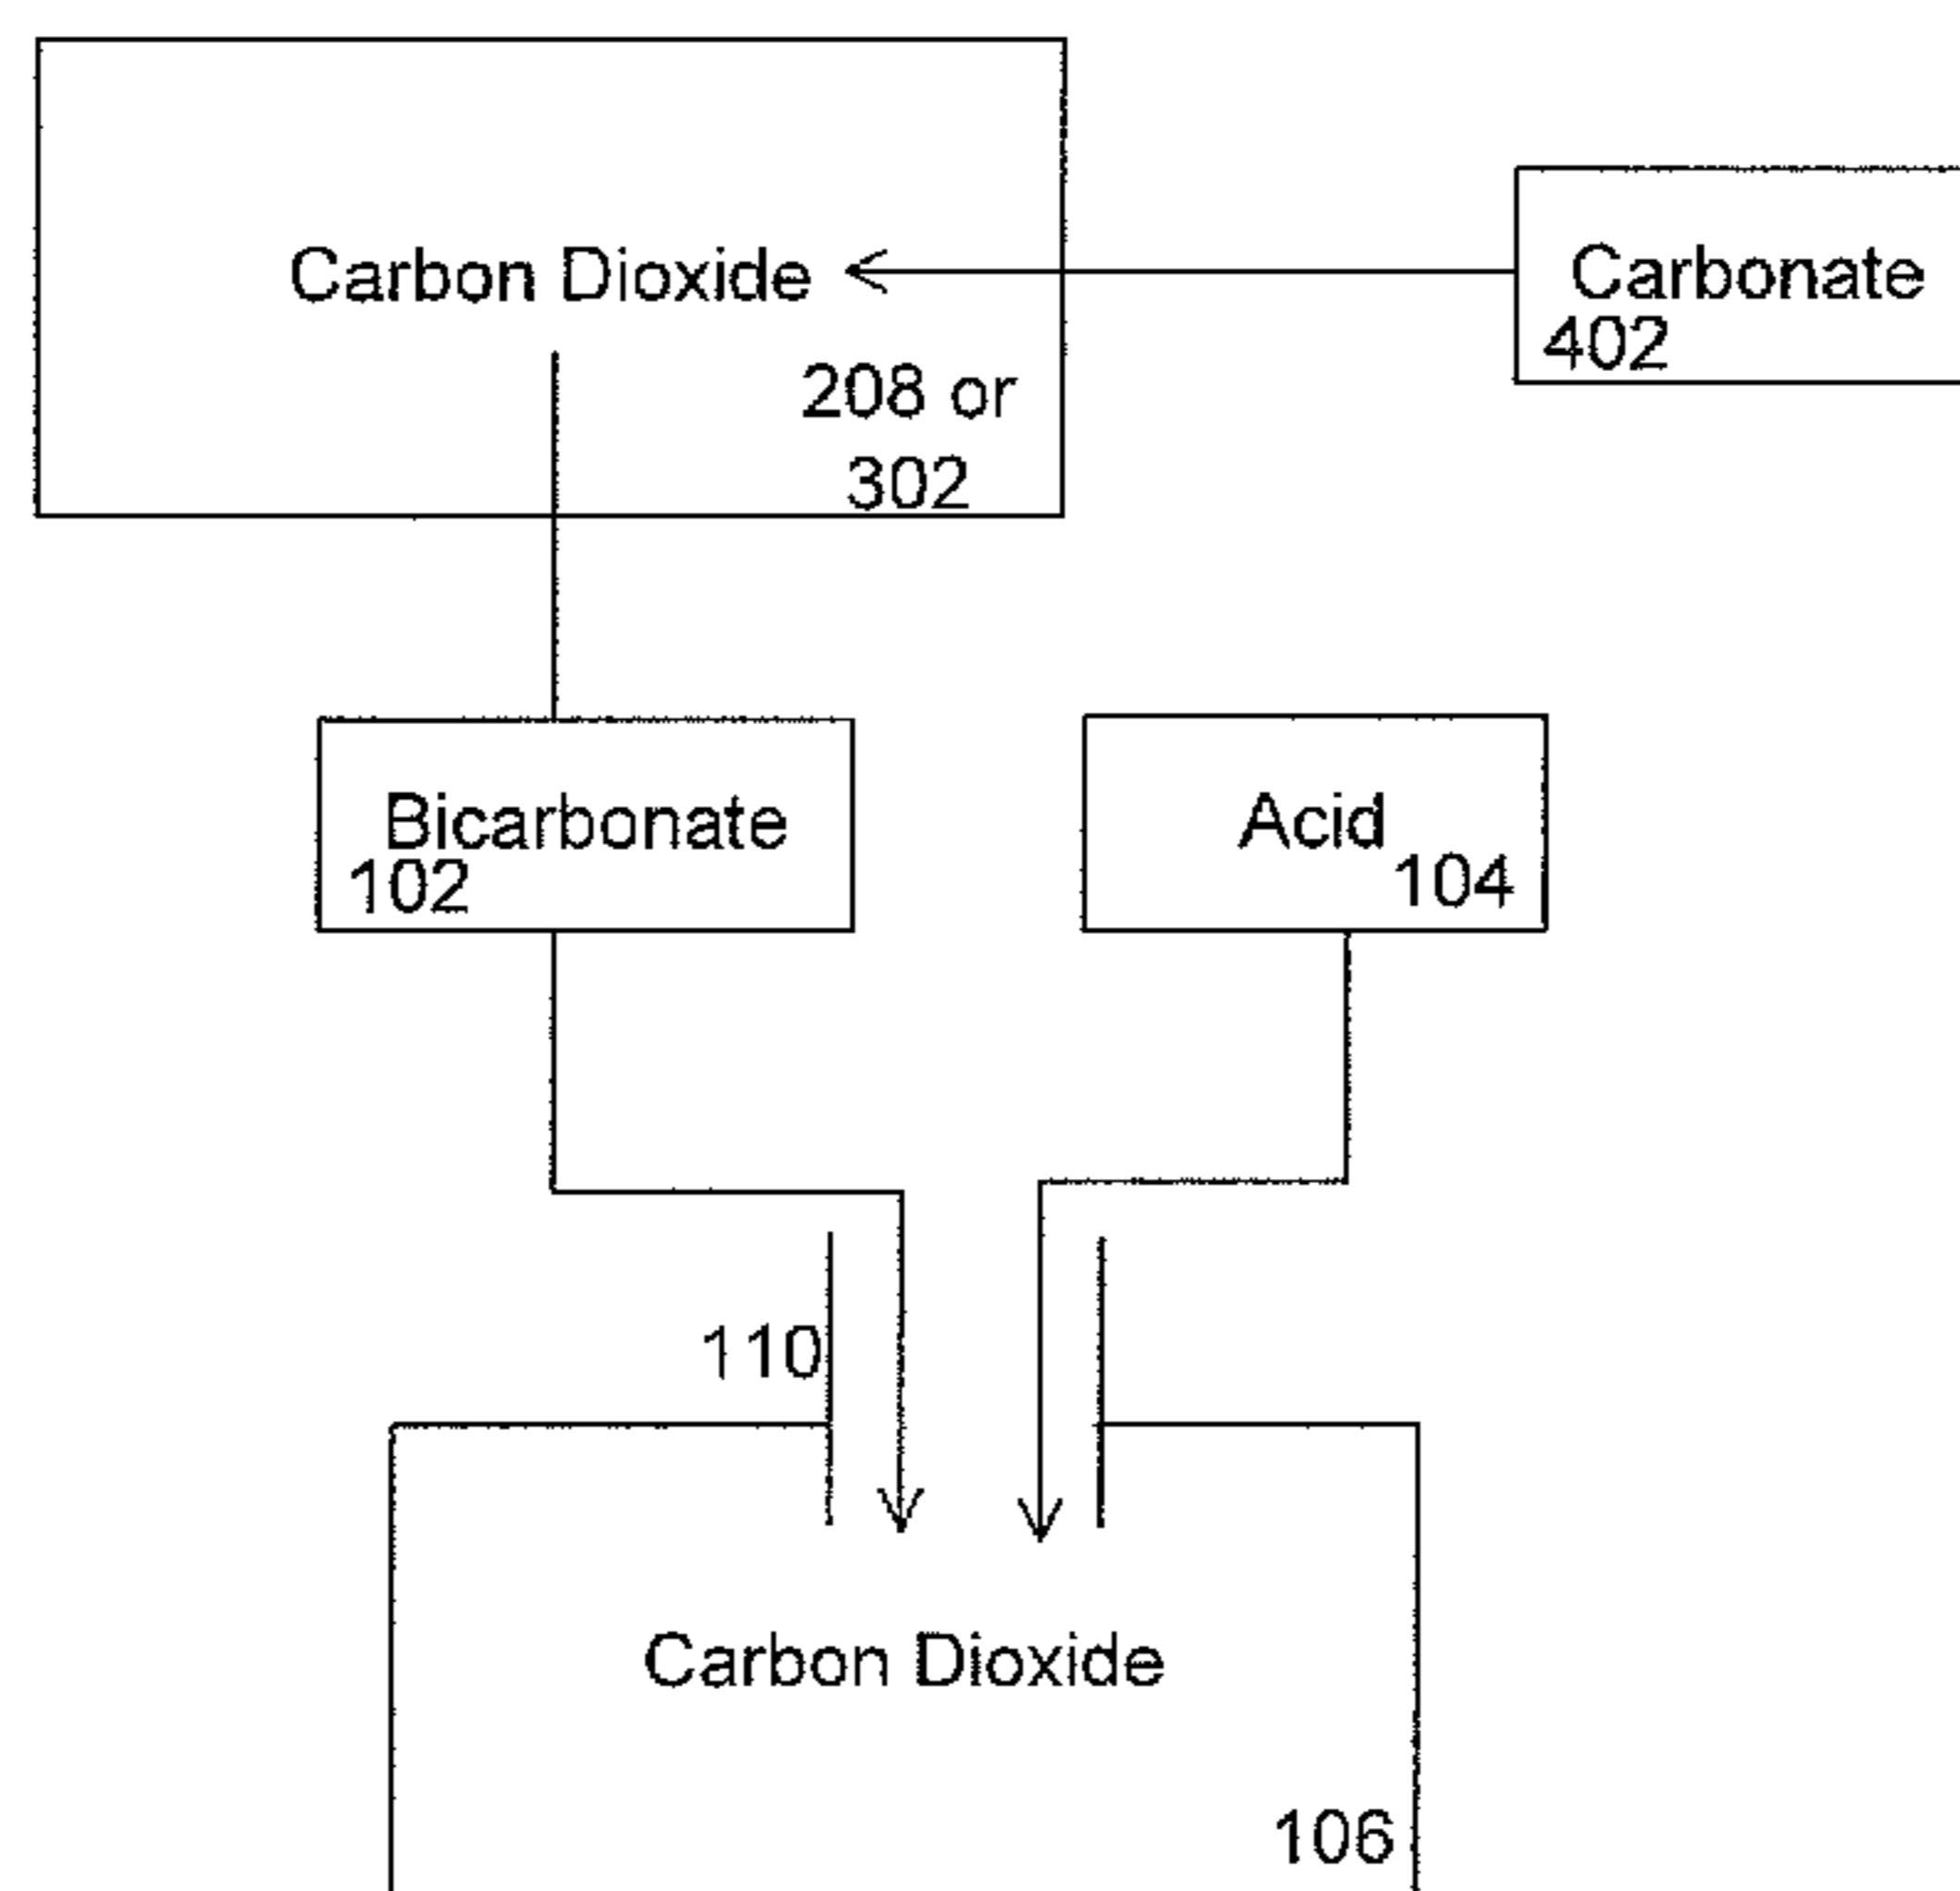 Carbon Dioxide
208 or
302
Carbonate
402
Bicarbonate
102
Acid
104
110
Carbon Dioxide
106